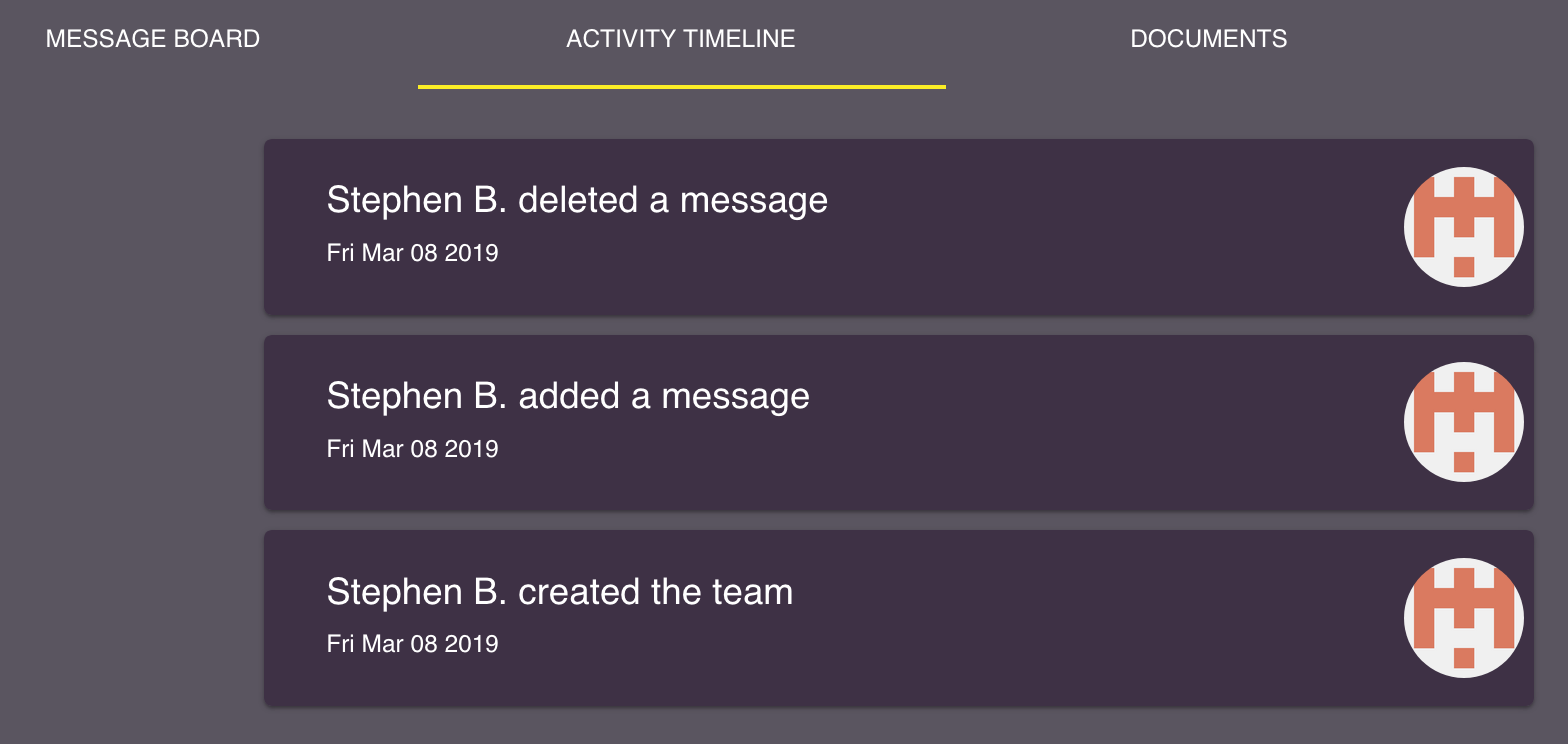 MESSAGE BOARD
ACTIVITY TIMELINE
DOCUMENTS
Stephen B. deleted a message
Fri Mar 08 2019
Stephen B. added a message
Fri Mar 08 2019
Stephen B. created the team
Fri Mar 08 2019